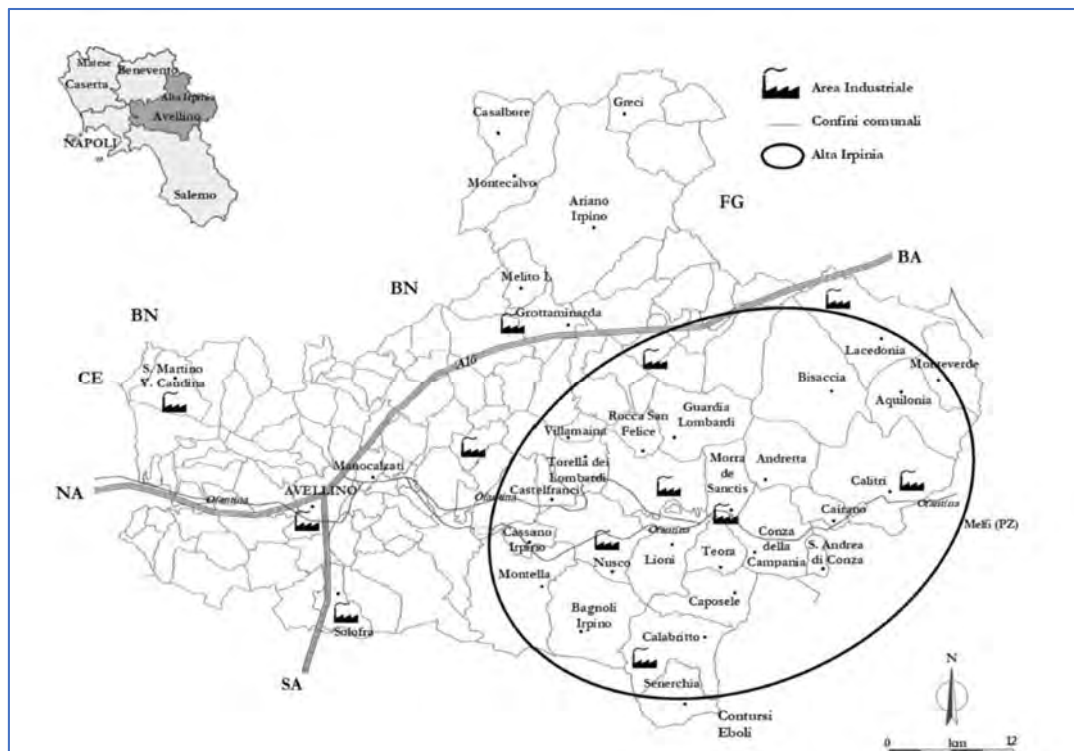 Matese
Benevento
Caserta
Alta Irpinia
Avellino
NAPOLI
Salerno
Area Industriale
Confini comunali
Alta Irpinia
Greci
Casalbore
Montecalvo
Ariano
Irpino
FG
BA
Melito I.
BN
BN
Grottaminarda
A16
Lacedonia
Monteverde
S. Martino
V. Caudina
CE
Bisaccia
Aquilonia
Rocca San
Felice
Guardia
Lombardi
Villamaina
Manocalzati
Torella dei
Lombardi
Morra
de
Sanctis
Andretta
Calitri
NA
Ofantina
AVELLINO
Ofantina
Castelfranci
Ofantina
Cairano
Ofantina
Melfi (PZ)
Cassano
Irpino
Nusco
Lioni
Teora
Conza
della
Campania
S. Andrea
di Conza
Montella
Caposele
Bagnoli
Irpino
Solofra
Calabritto
SA
Senerchia
Contursi
Eboli
N
0 km 12